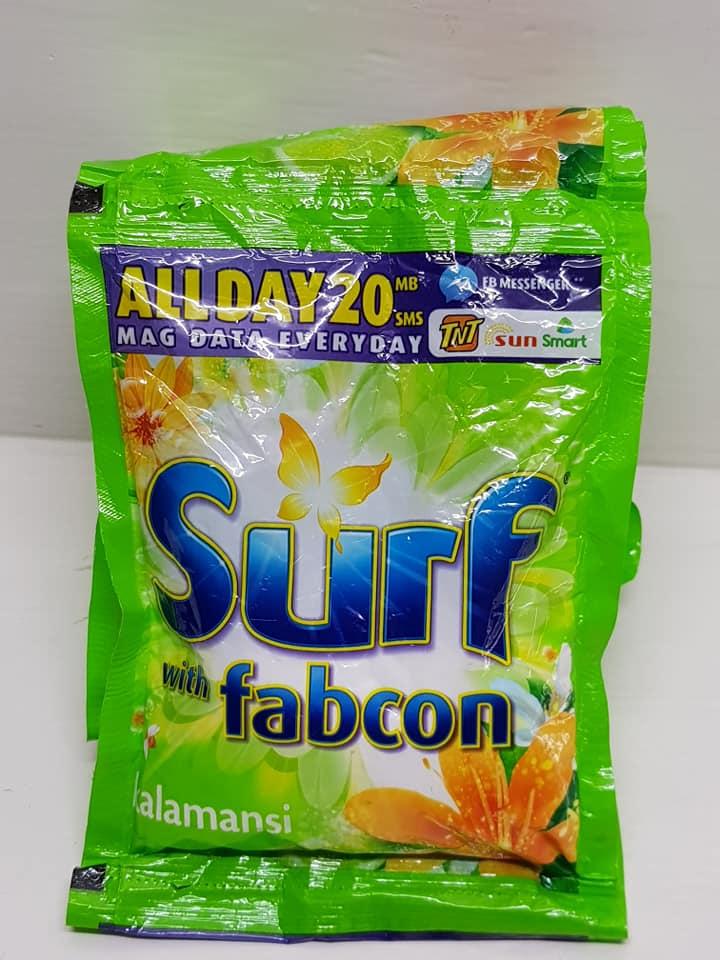 ALL DAY 20 MB SMS
FB MESSENGER**
MAG DATA EVERYDAY
TNT sun Smart
Surf®
with fabcon
kalamansi